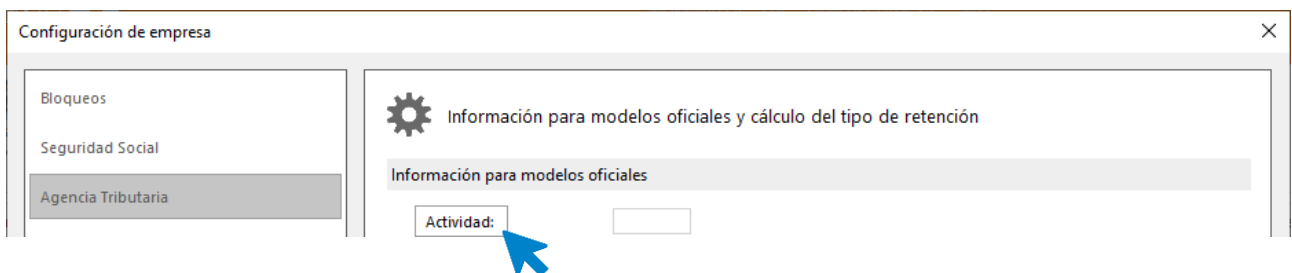 Configuración de empresa
Bloqueos
Seguridad Social
Agencia Tributaria
Información para modelos oficiales y cálculo del tipo de retención
Información para modelos oficiales
Actividad: